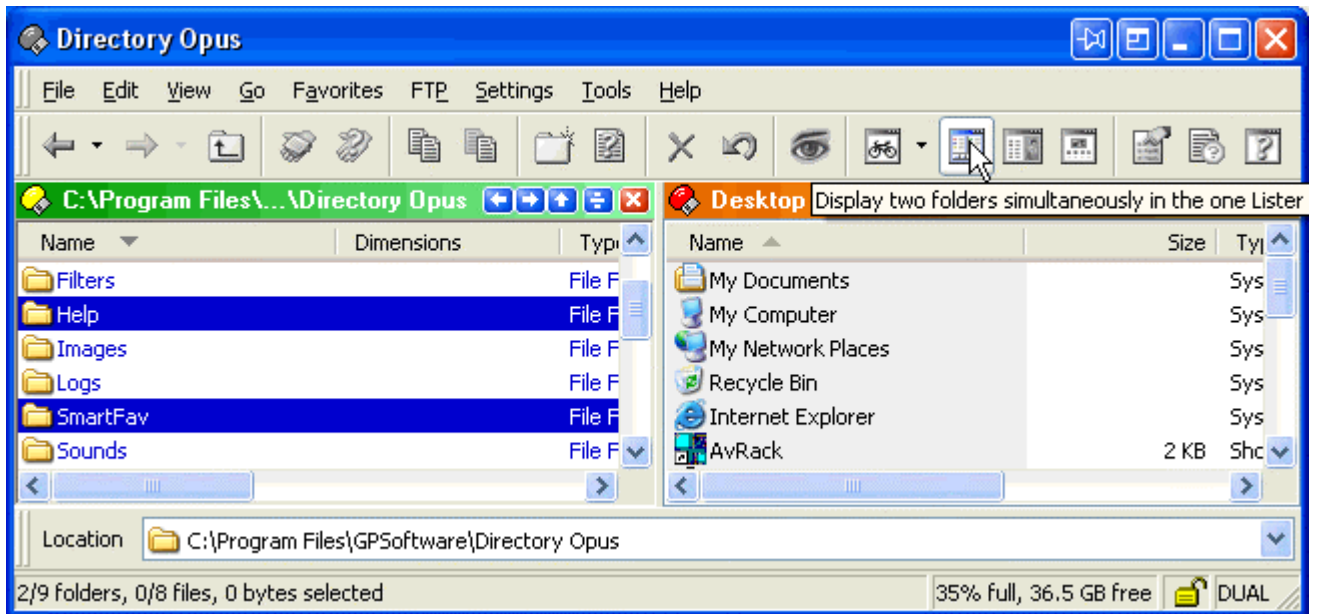 Directory Opus
File Edit View Go Favorites FTP Settings Tools Help
C:\Program Files\...\Directory Opus
Desktop
Display two folders simultaneously in the one Lister
Name Dimensions Type
Name Size Ty
Filters File F
Help File F
Images File F
Logs File F
SmartFav File F
Sounds File F
My Documents Sys
My Computer Sys
My Network Places Sys
Recycle Bin Sys
Internet Explorer Sys
AvRack 2 KB Shc
Location C:\Program Files\GPSoftware\Directory Opus
2/9 folders, 0/8 files, 0 bytes selected 35% full, 36.5 GB free DUAL